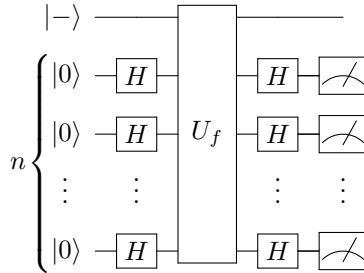 |−⟩
|0⟩ H H
|0⟩ H U_f H
n
⋮ ⋮ ⋮ ⋮
|0⟩ H H